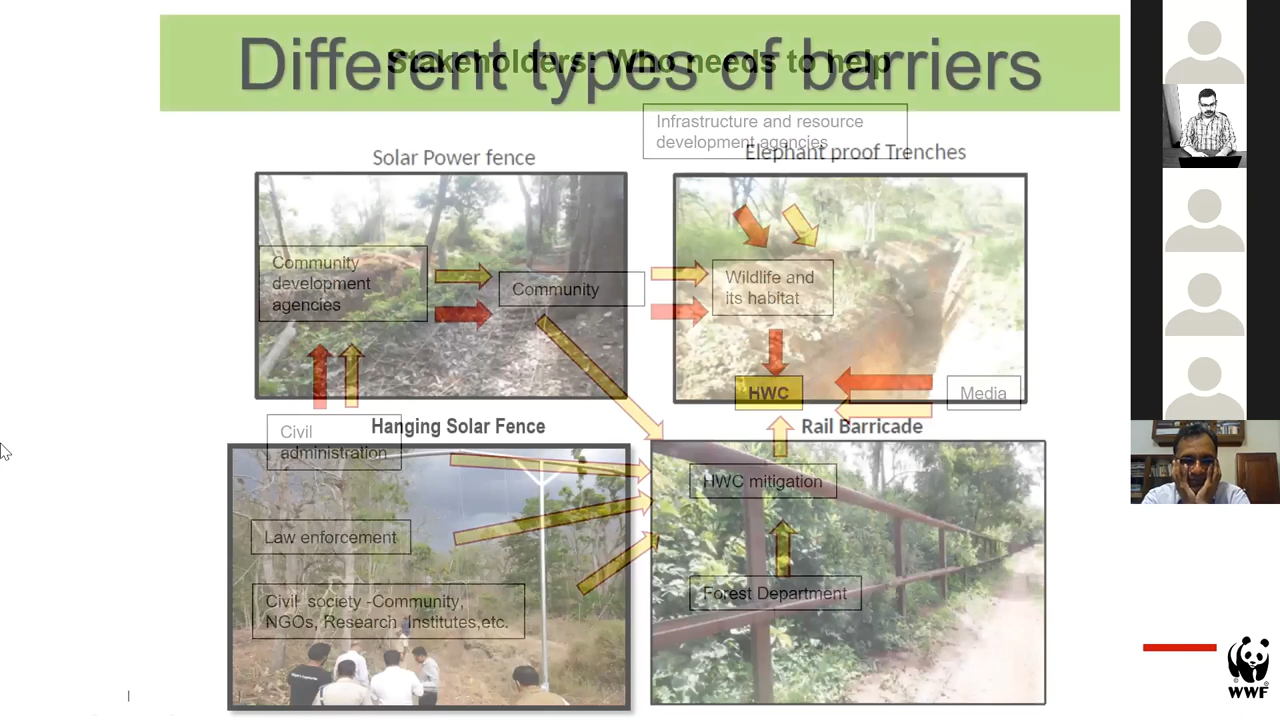 Different types of barriers
Stakeholders: Who needs to help
Infrastructure and resource
development agencies
Solar Power fence
Elephant proof Trenches
Community
development
agencies
Community
Wildlife and
its habitat
HWC
Media
Civil
administration
Hanging Solar Fence
Rail Barricade
HWC mitigation
Law enforcement
Forest Department
Civil society -Community,
NGOs, Research Institutes,etc.
WWF